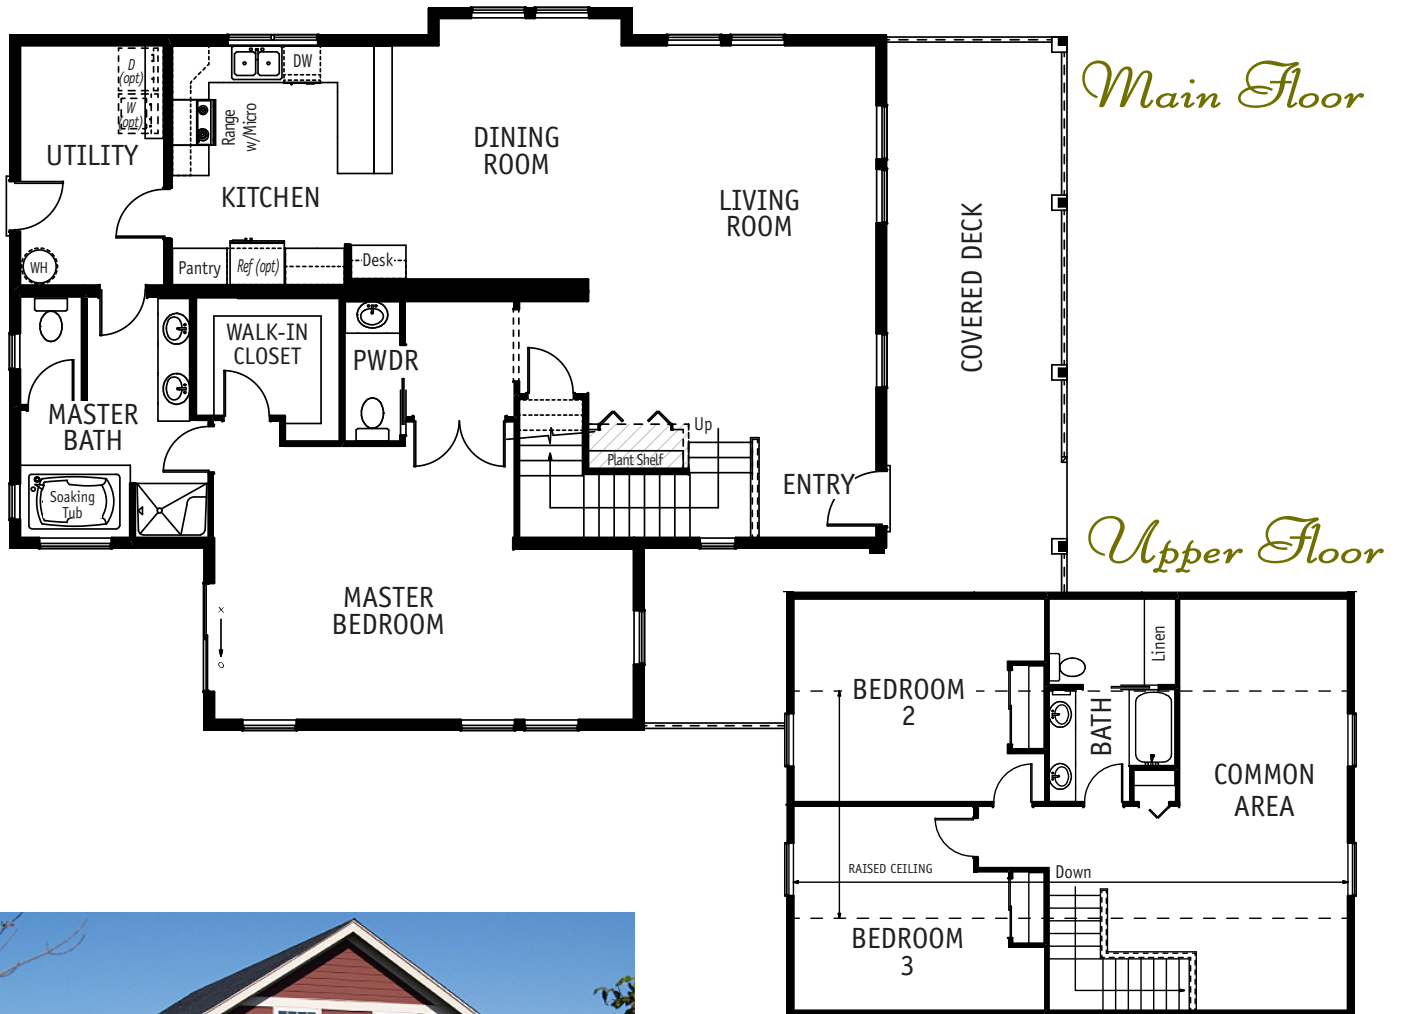 Main Floor
D
(opt)
W
(opt)
UTILITY
WH
DW
Range
w/Micro
KITCHEN
Pantry
Ref (opt)
Desk
DINING
ROOM
LIVING
ROOM
COVERED DECK
WALK-IN
CLOSET
PWDR
MASTER
BATH
Soaking
Tub
Up
Plant Shelf
ENTRY
MASTER
BEDROOM
x
o
Upper Floor
BEDROOM
2
Linen
BATH
COMMON
AREA
RAISED CEILING
Down
BEDROOM
3